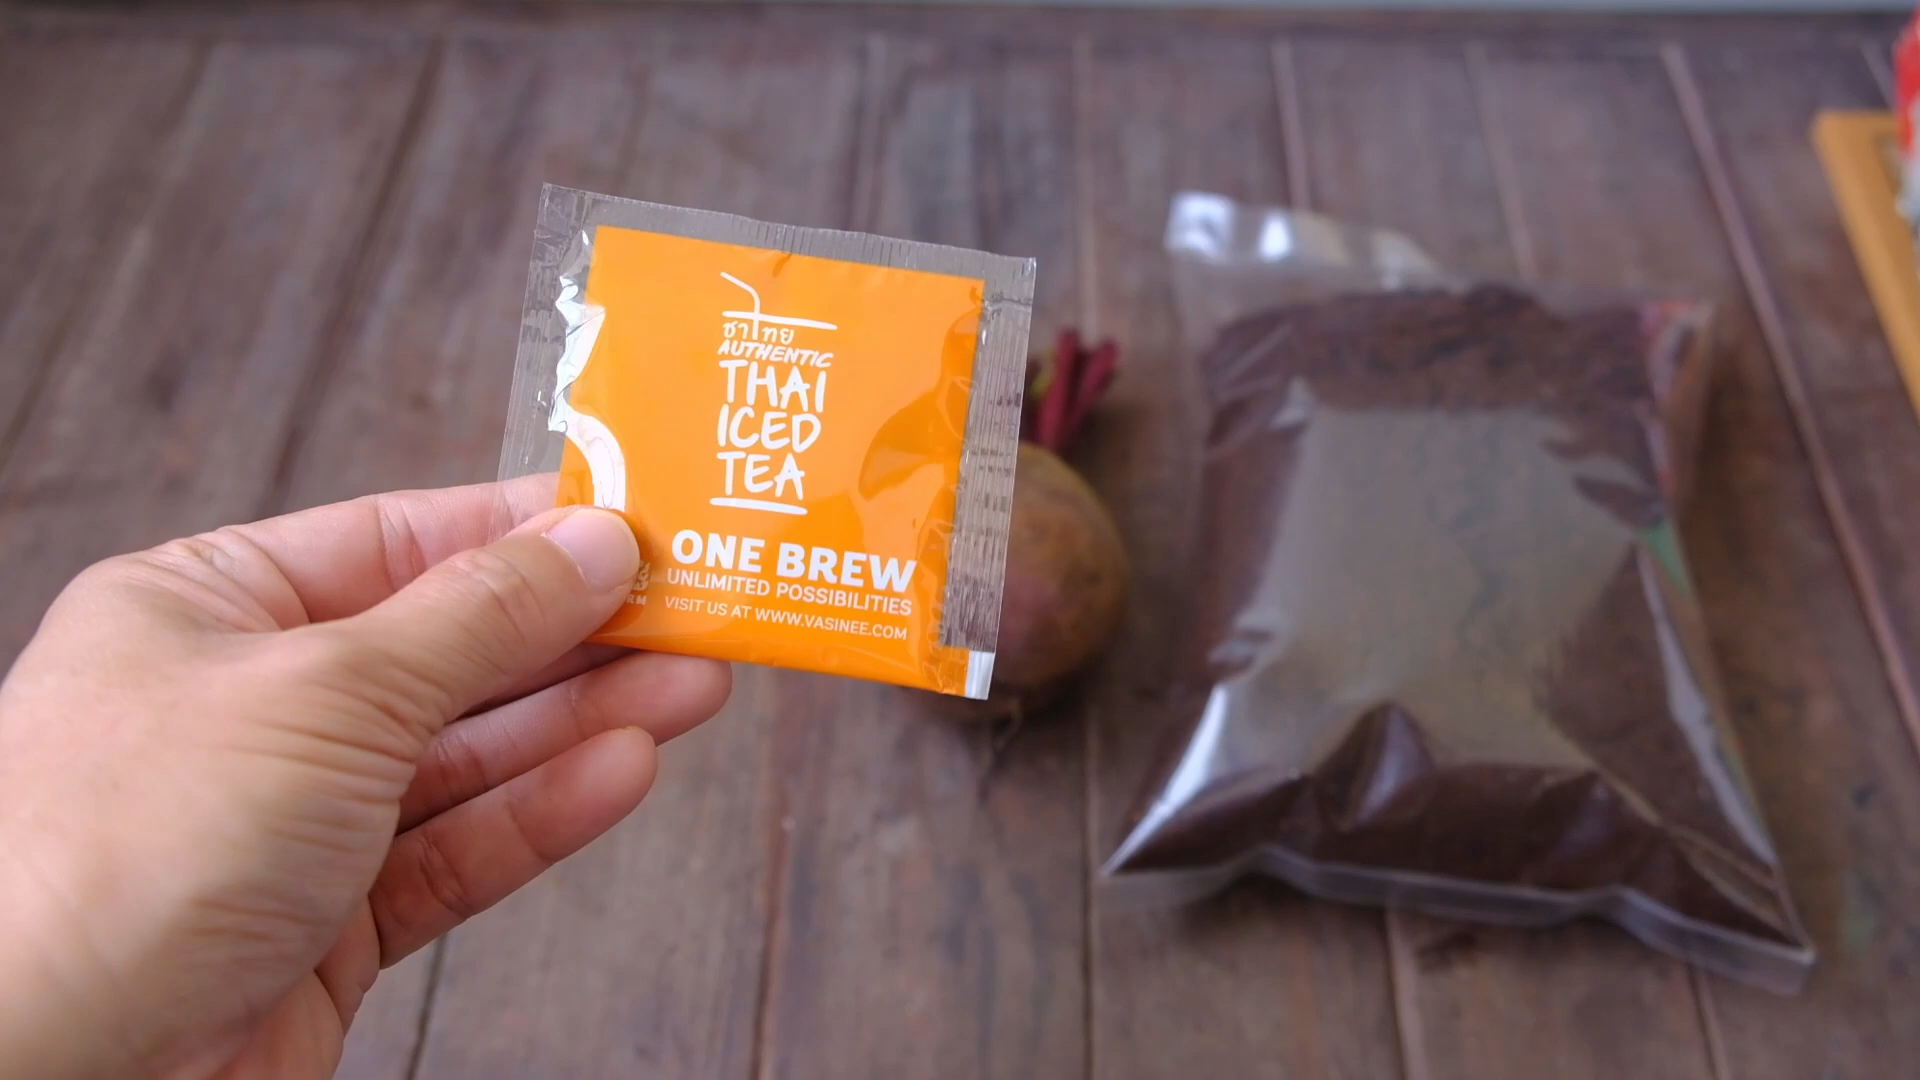 ชาไทย
AUTHENTIC
THAI
ICED
TEA
ONE BREW
UNLIMITED POSSIBILITIES
VISIT US AT WWW.VASINEE.COM